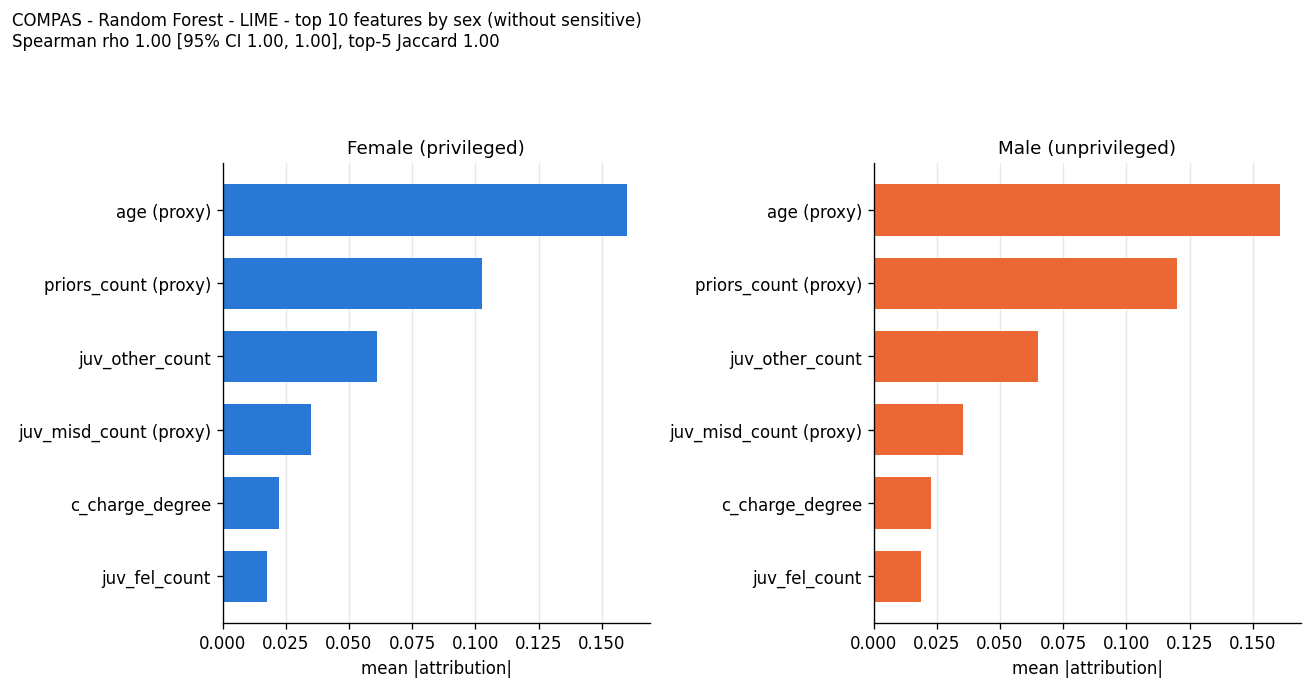 COMPAS - Random Forest - LIME - top 10 features by sex (without sensitive)
Spearman rho 1.00 [95% CI 1.00, 1.00], top-5 Jaccard 1.00
Female (privileged)
age (proxy)
priors_count (proxy)
juv_other_count
juv_misd_count (proxy)
c_charge_degree
juv_fel_count
0.000 0.025 0.050 0.075 0.100 0.125 0.150
mean |attribution|
Male (unprivileged)
age (proxy)
priors_count (proxy)
juv_other_count
juv_misd_count (proxy)
c_charge_degree
juv_fel_count
0.000 0.025 0.050 0.075 0.100 0.125 0.150
mean |attribution|